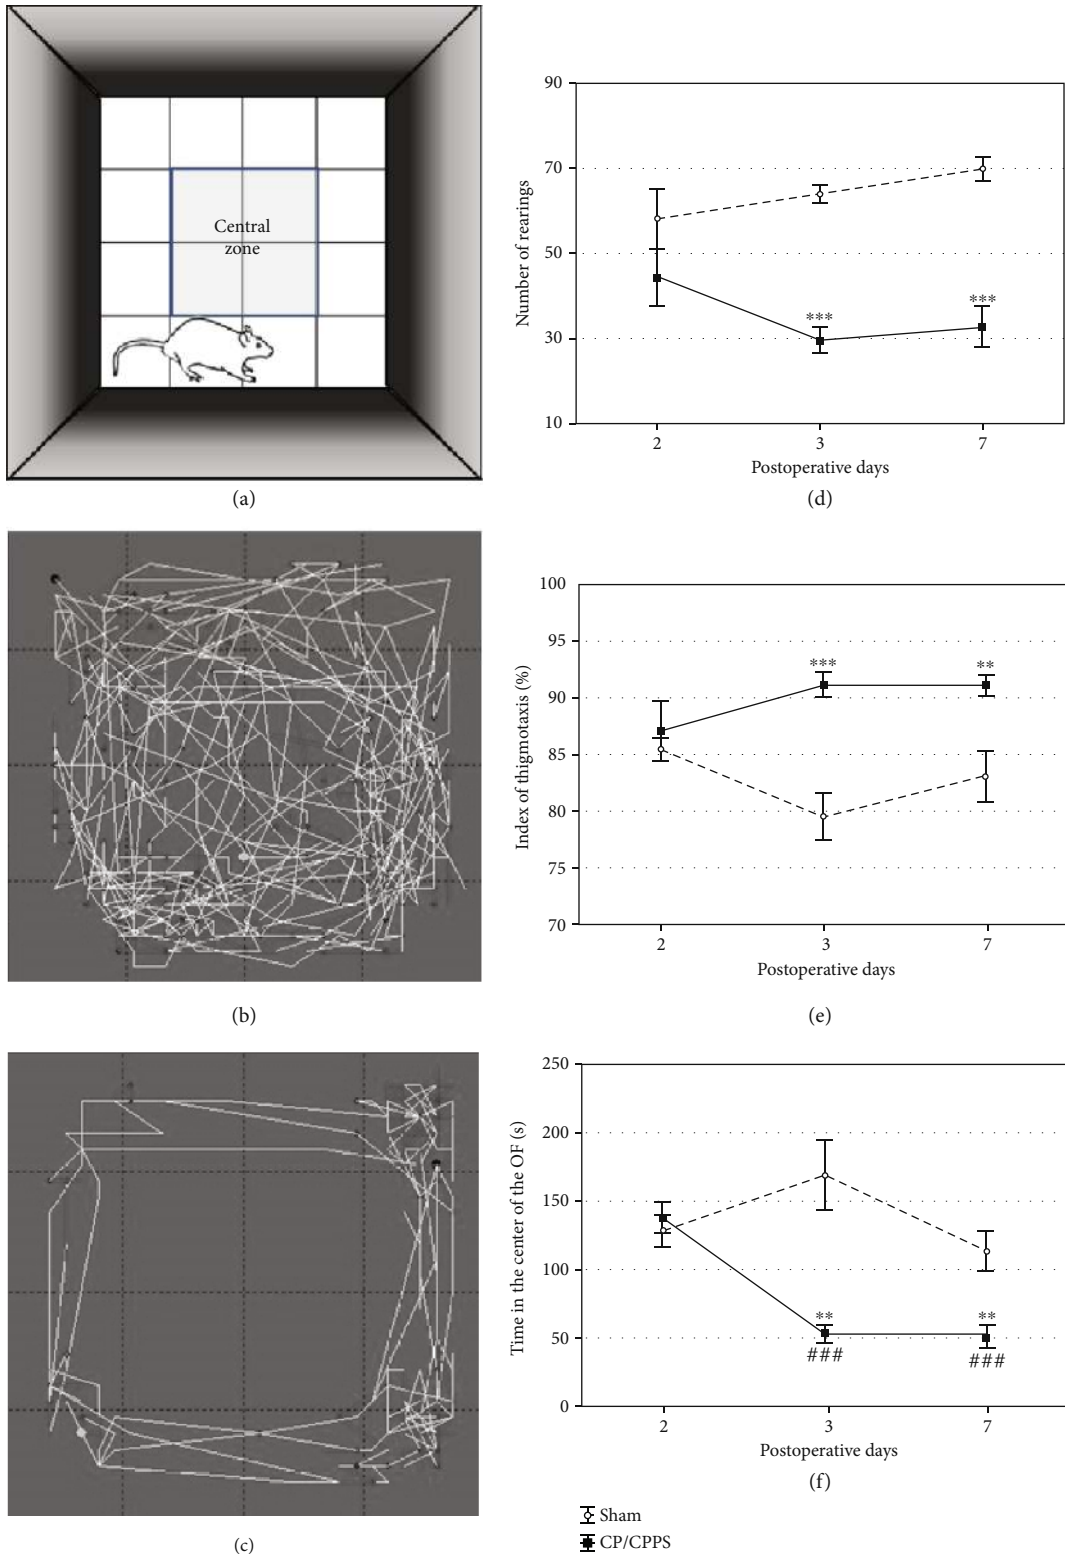 Central
zone
(a)
(b)
(c)
Number of rearings
90
70
50
30
10
***
***
2
3
7
Postoperative days
(d)
Index of thigmotaxis (%)
100
95
90
85
80
75
70
***
**
2
3
7
Postoperative days
(e)
Time in the center of the OF (s)
250
200
150
100
50
0
**
###
**
###
2
3
7
Postoperative days
(f)
Sham
CP/CPPS